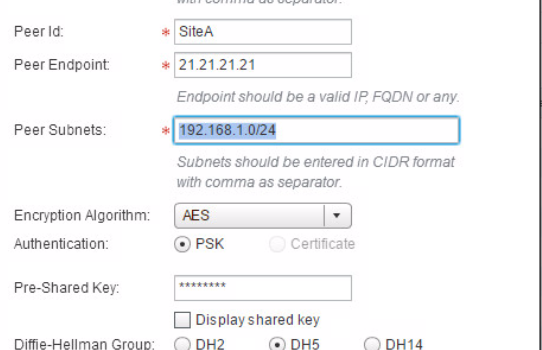 with comma as separator.
Peer Id: * SiteA
Peer Endpoint: * 21.21.21.21
Endpoint should be a valid IP, FQDN or any.
Peer Subnets: * 192.168.1.0/24
Subnets should be entered in CIDR format
with comma as separator.
Encryption Algorithm: AES
Authentication: PSK Certificate
Pre-Shared Key: ********
Display shared key
Diffie-Hellman Group: DH2 DH5 DH14